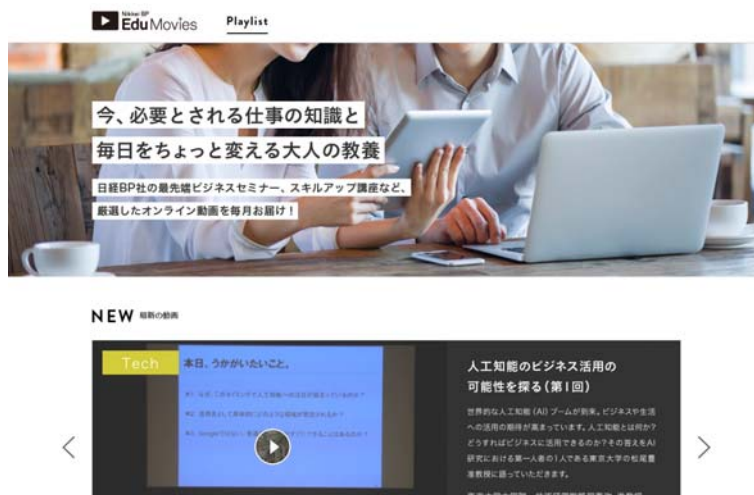 Nikkei BP
EduMovies
Playlist
今、必要とされる仕事の知識と
毎日をちょっと変える大人の教養
日経BP社の最先端ビジネスセミナー、スキルアップ講座など、
厳選したオンライン動画を毎月お届け！
NEW 最新の動画
Tech
本日、うかがいたいこと。
人工知能のビジネス活用の
可能性を探る（第1回）
世界的な人工知能（AI）ブームが到来。ビジネスや生活
への活用の期待が高まっています。人工知能とは何か？
どうすればビジネスに活用できるのか？その答えをAI
研究における第一人者の1人である東京大学の松尾豊
准教授に語っていただきます。